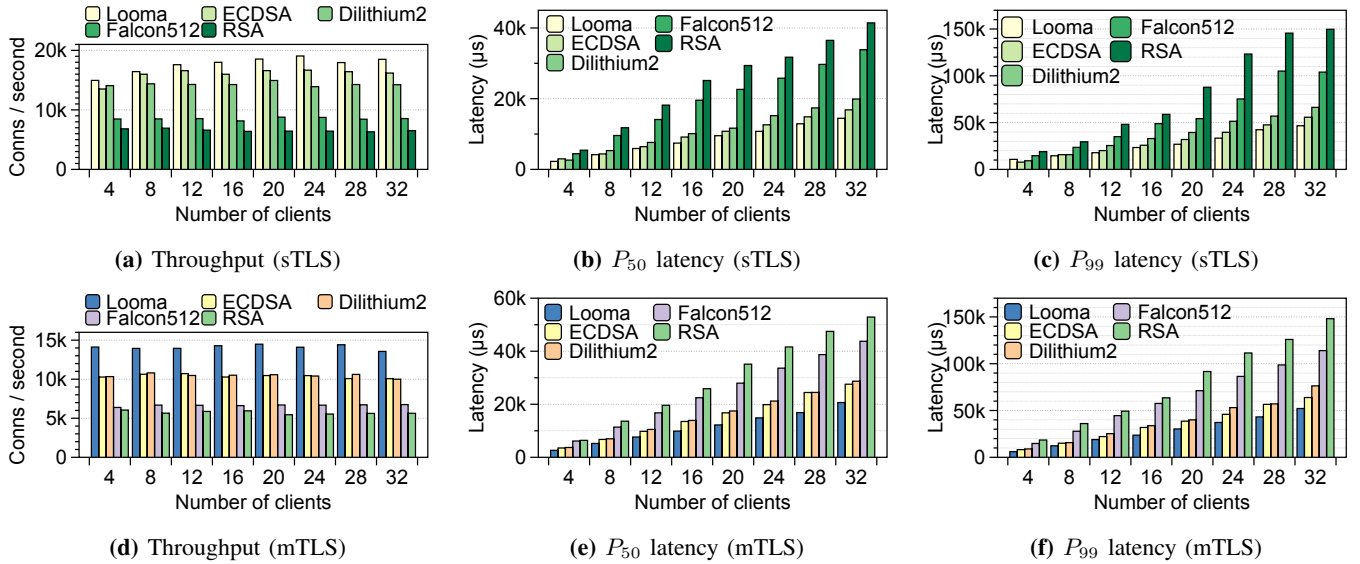 Looma ECDSA Dilithium2
Falcon512 RSA
20k
10k
0
Conns / second
4 8 12 16 20 24 28 32
Number of clients
(a) Throughput (sTLS)
Looma Falcon512
ECDSA RSA
Dilithium2
40k
20k
0
Latency (µs)
4 8 12 16 20 24 28 32
Number of clients
(b) P50 latency (sTLS)
Looma Falcon512
ECDSA RSA
Dilithium2
150k
100k
50k
0
Latency (µs)
4 8 12 16 20 24 28 32
Number of clients
(c) P99 latency (sTLS)
Looma ECDSA Dilithium2
Falcon512 RSA
15k
10k
5k
0
Conns / second
4 8 12 16 20 24 28 32
Number of clients
(d) Throughput (mTLS)
60k
40k
20k
0
Latency (µs)
Looma Falcon512
ECDSA RSA
Dilithium2
4 8 12 16 20 24 28 32
Number of clients
(e) P50 latency (mTLS)
Looma Falcon512
ECDSA RSA
Dilithium2
150k
100k
50k
0
Latency (µs)
4 8 12 16 20 24 28 32
Number of clients
(f) P99 latency (mTLS)